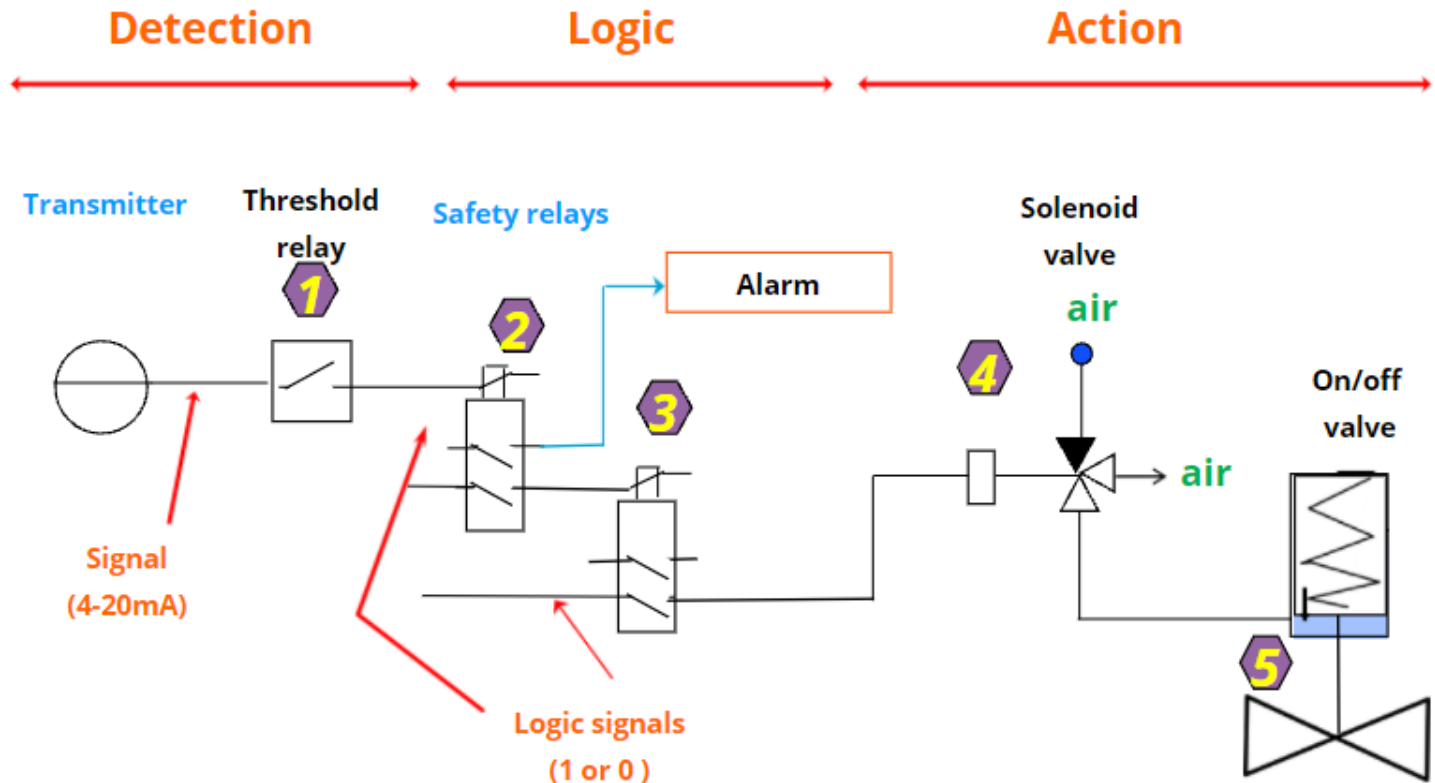 Detection
Logic
Action
Transmitter
Threshold
relay
Safety relays
Solenoid
valve
air
Alarm
1
2
3
4
On/off
valve
air
Signal
(4-20mA)
5
Logic signals
(1 or 0 )